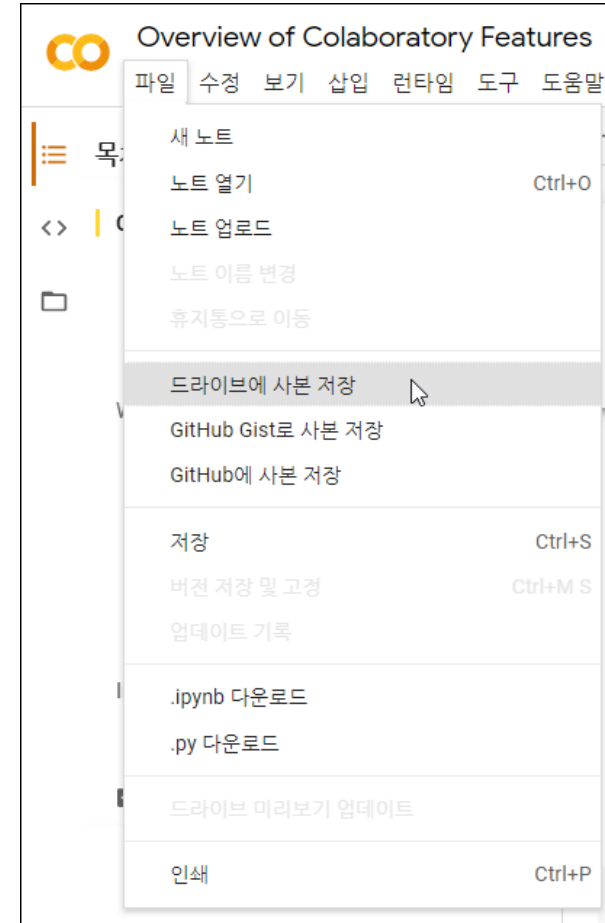 Overview of Colaboratory Features
파일 수정 보기 삽입 런타임 도구 도움말
새 노트
노트 열기 Ctrl+O
노트 업로드
노트 이름 변경
휴지통으로 이동
드라이브에 사본 저장
GitHub Gist로 사본 저장
GitHub에 사본 저장
저장 Ctrl+S
버전 저장 및 고정 Ctrl+M S
업데이트 기록
.ipynb 다운로드
.py 다운로드
드라이브 미리보기 업데이트
인쇄 Ctrl+P